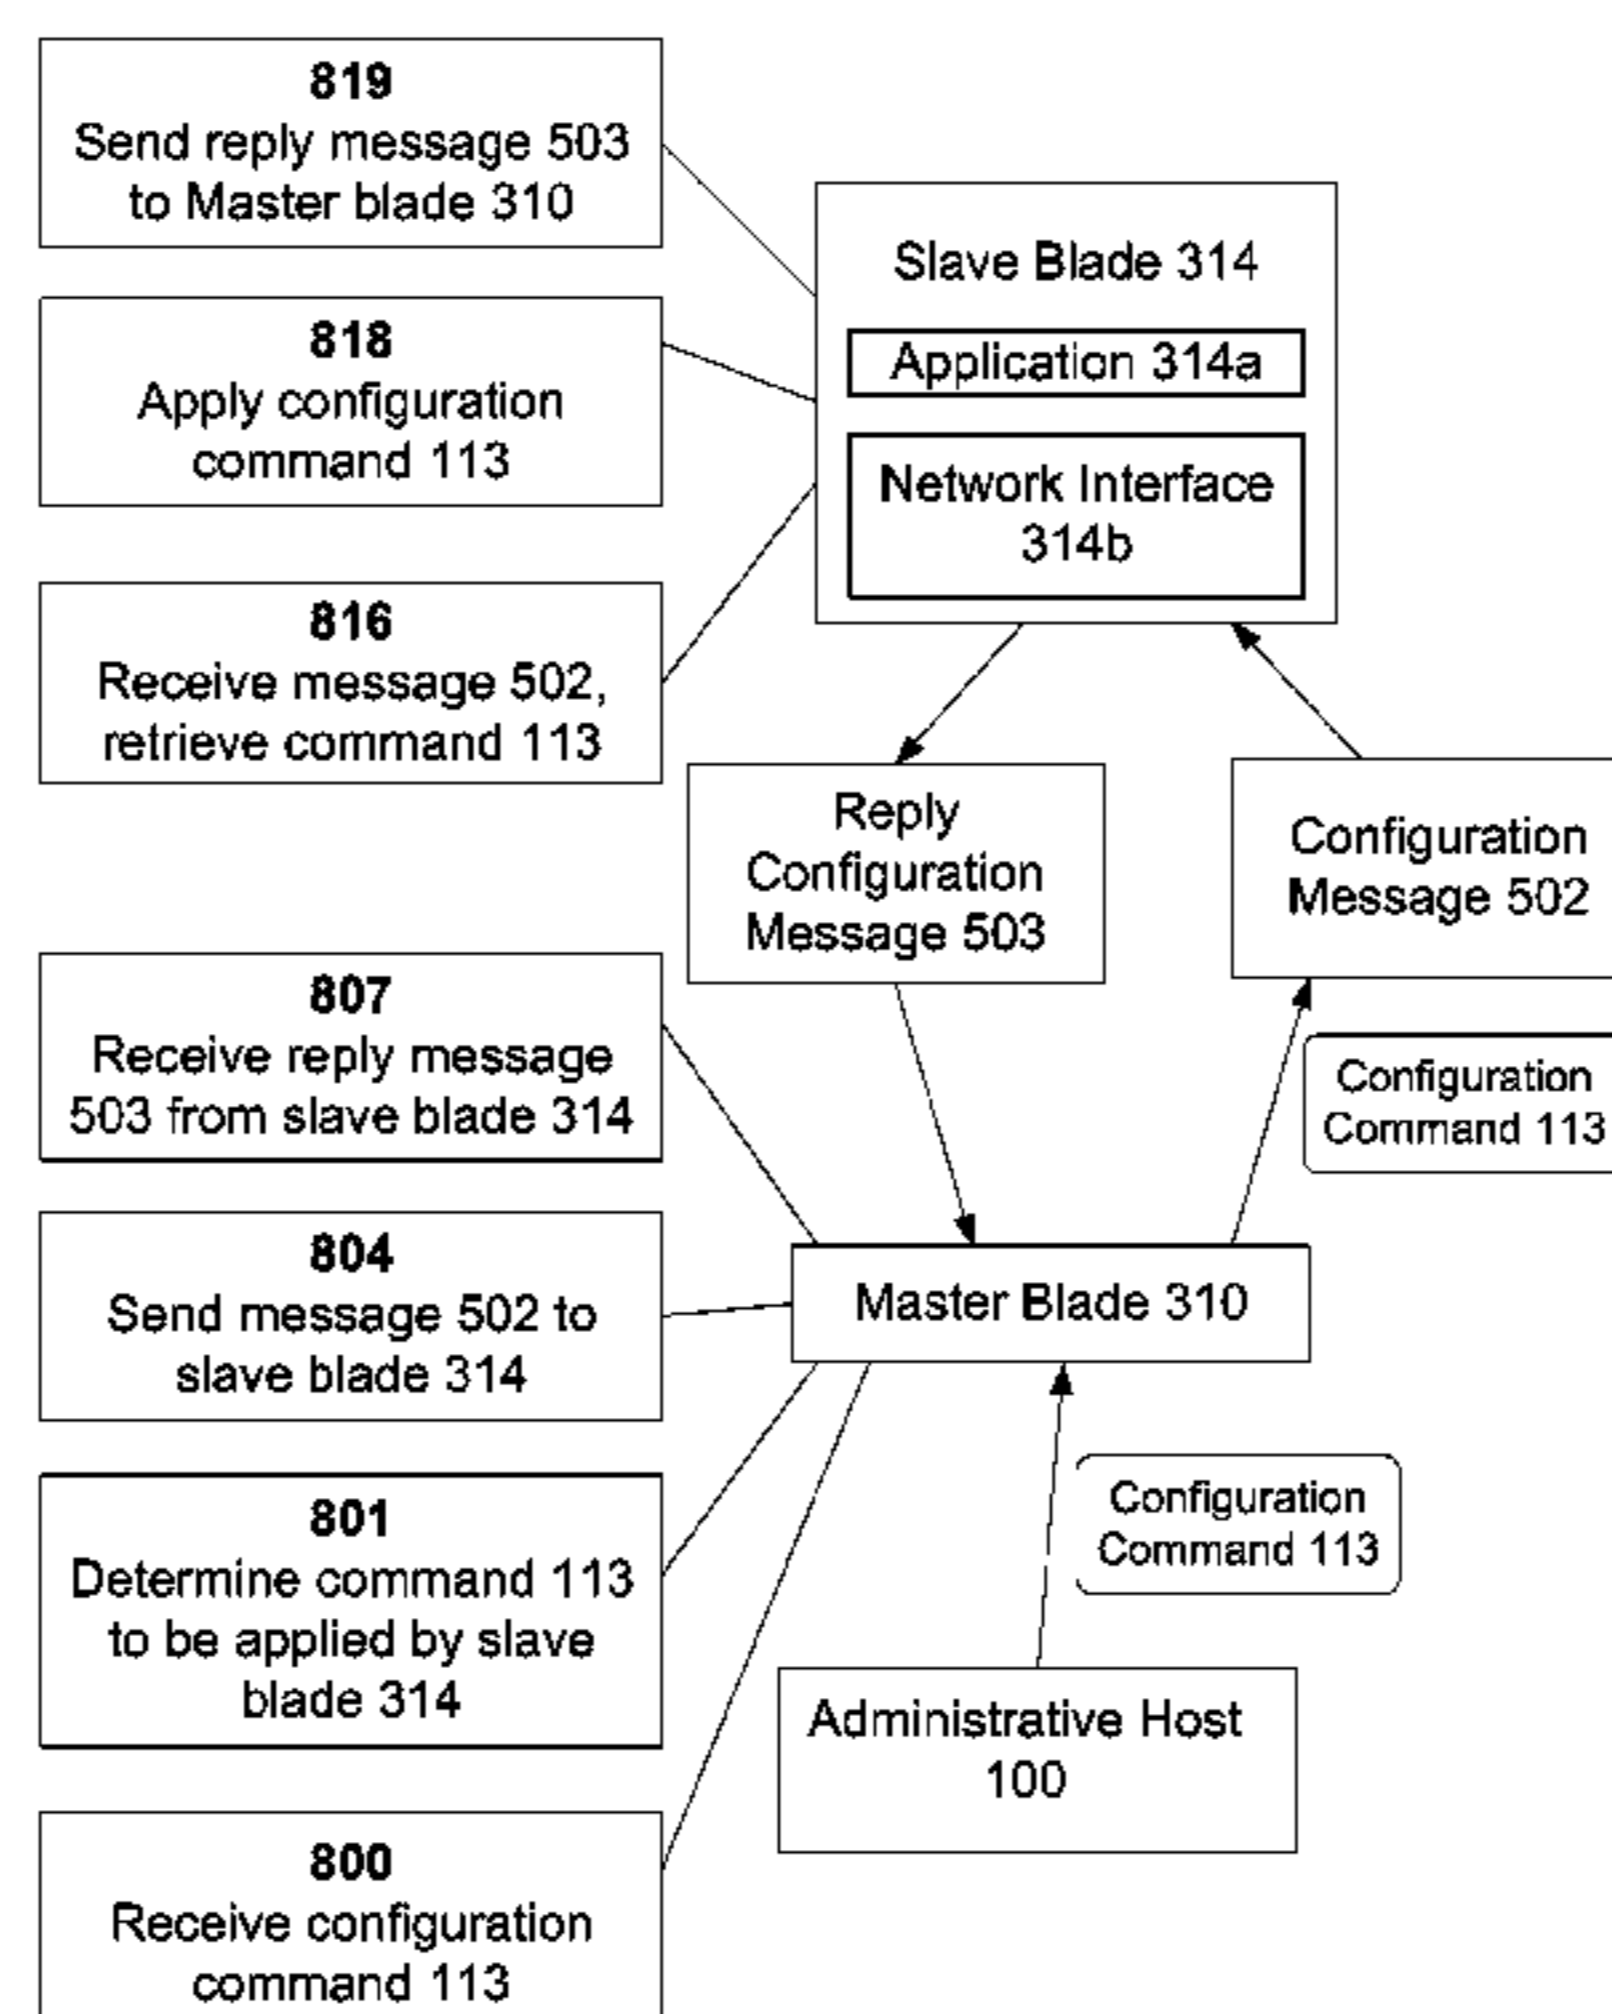 819
Send reply message 503
to Master blade 310
818
Apply configuration
command 113
816
Receive message 502,
retrieve command 113
Slave Blade 314
Application 314a
Network Interface
314b
Reply
Configuration
Message 503
Configuration
Message 502
Configuration
Command 113
807
Receive reply message
503 from slave blade 314
804
Send message 502 to
slave blade 314
801
Determine command 113
to be applied by slave
blade 314
800
Receive configuration
command 113
Master Blade 310
Configuration
Command 113
Administrative Host
100